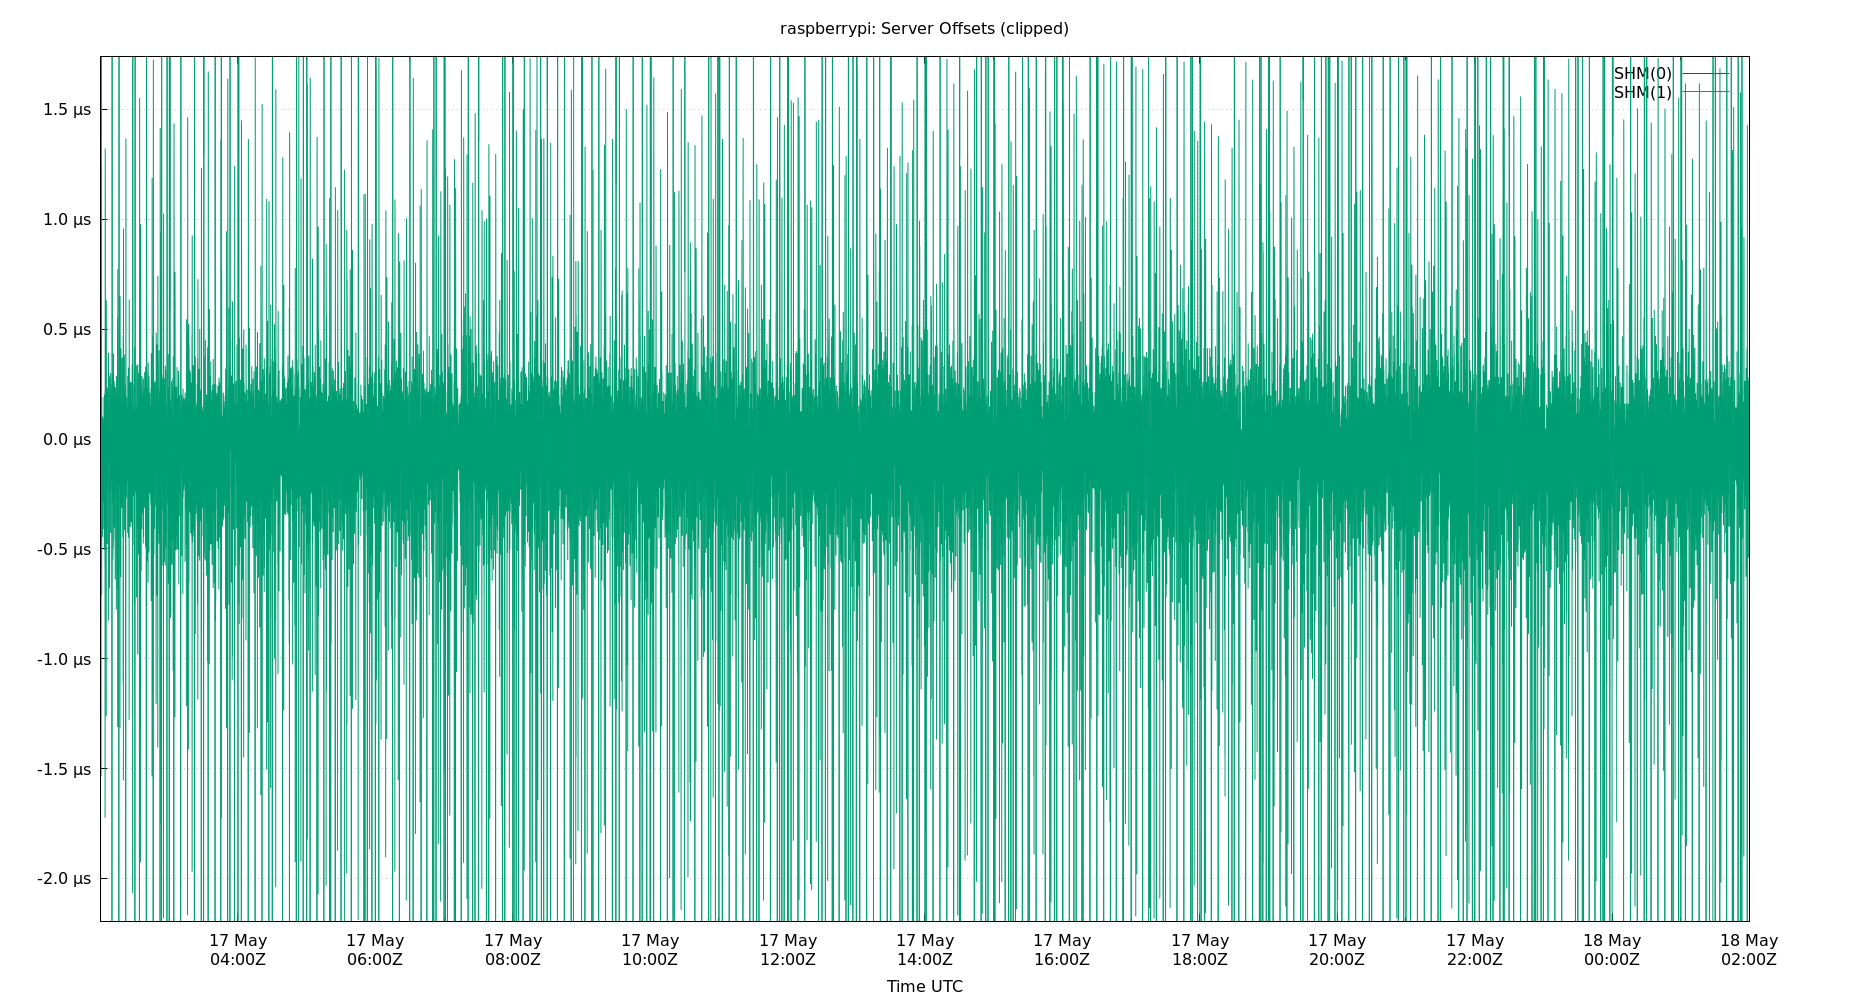 raspberrypi: Server Offsets (clipped)
SHM(0)
SHM(1)
1.5 µs
1.0 µs
0.5 µs
0.0 µs
-0.5 µs
-1.0 µs
-1.5 µs
-2.0 µs
17 May 17 May 17 May 17 May 17 May 17 May 17 May 17 May 17 May 17 May 18 May 18 May
04:00Z 06:00Z 08:00Z 10:00Z 12:00Z 14:00Z 16:00Z 18:00Z 20:00Z 22:00Z 00:00Z 02:00Z
Time UTC